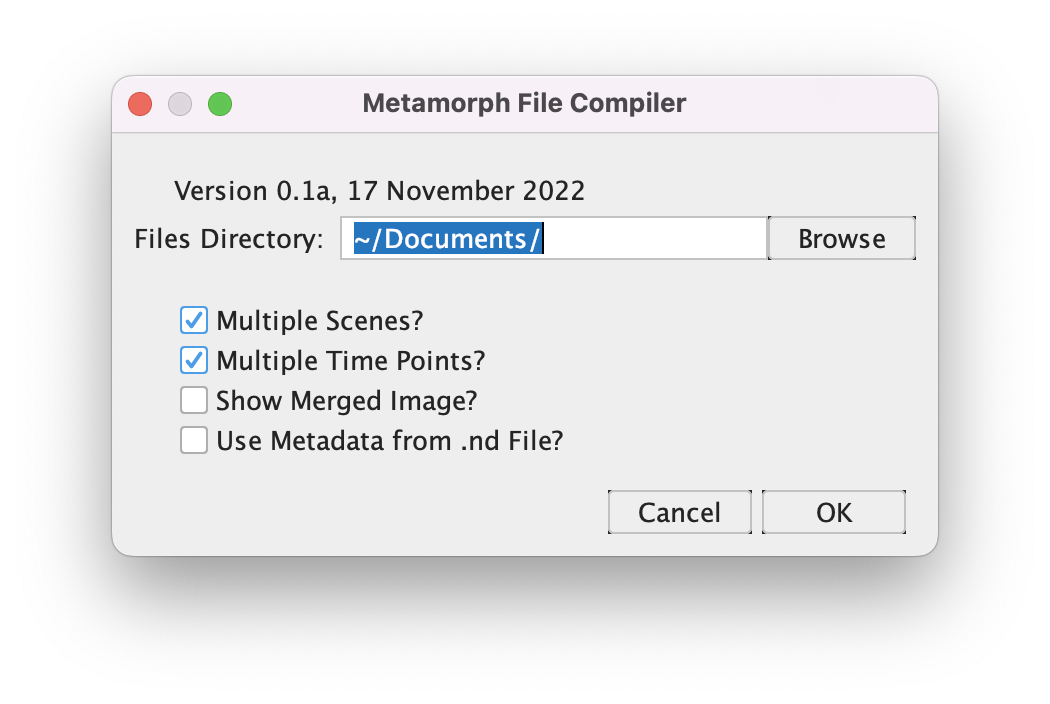 Metamorph File Compiler
Version 0.1a, 17 November 2022
Files Directory: ~/Documents/ Browse
Multiple Scenes?
Multiple Time Points?
Show Merged Image?
Use Metadata from .nd File?
Cancel OK